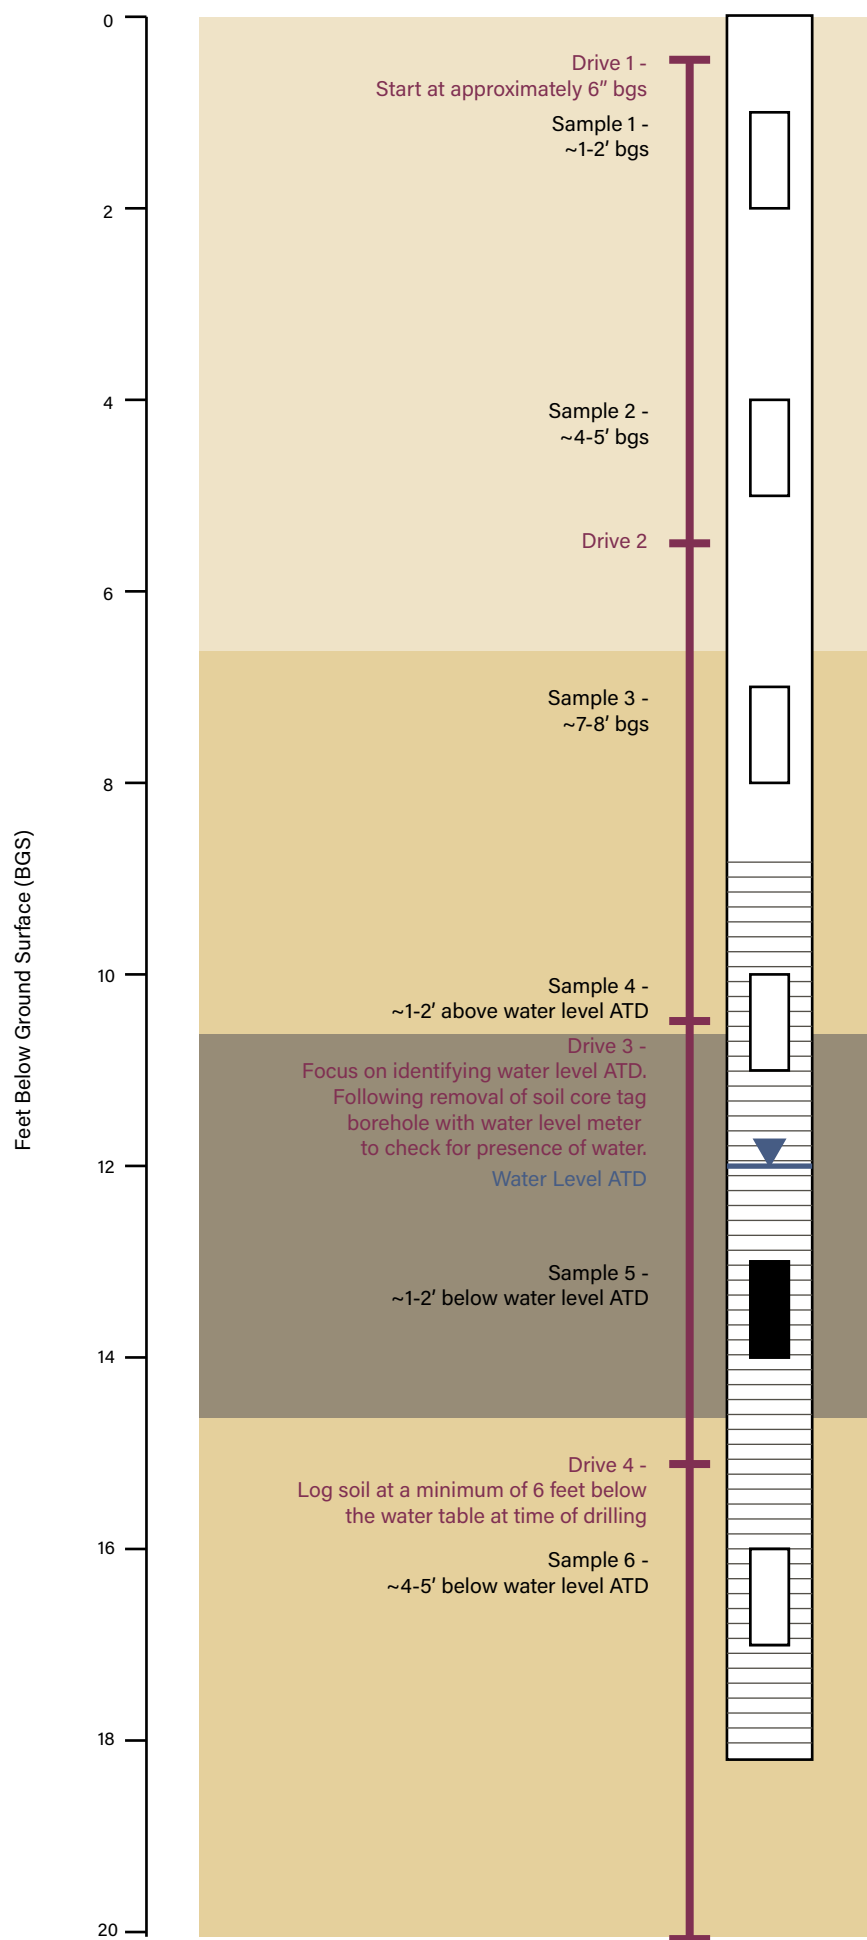 0
Drive 1 -
Start at approximately 6” bgs
Sample 1 -
~1-2’ bgs
2
4
Sample 2 -
~4-5’ bgs
Drive 2
6
Sample 3 -
~7-8’ bgs
8
Feet Below Ground Surface (BGS)
10
Sample 4 -
~1-2’ above water level ATD
Drive 3 -
Focus on identifying water level ATD.
Following removal of soil core tag
borehole with water level meter
to check for presence of water.
12
Water Level ATD
Sample 5 -
~1-2’ below water level ATD
14
Drive 4 -
Log soil at a minimum of 6 feet below
the water table at time of drilling
16
Sample 6 -
~4-5’ below water level ATD
18
20